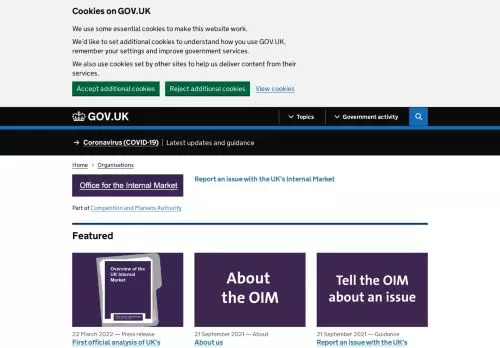 Cookies on GOV.UK
We use some essential cookies to make this website work.
We'd like to set additional cookies to understand how you use GOV.UK,
remember your settings and improve government services.
We also use cookies set by other sites to help us deliver content from their
services.
Accept additional cookies
Reject additional cookies
View cookies
GOV.UK
Topics
Government activity
→ Coronavirus (COVID-19) Latest updates and guidance
Home > Organisations
Office for the Internal Market
Report an issue with the UK's Internal Market
Part of Competition and Markets Authority
Featured
Overview of the
UK Internal
Market
About
the OIM
Tell the OIM
about an issue
22 March 2022 — Press release
First official analysis of UK's
21 September 2021 — About
About us
21 September 2021 — Guidance
Report an issue with the UK's